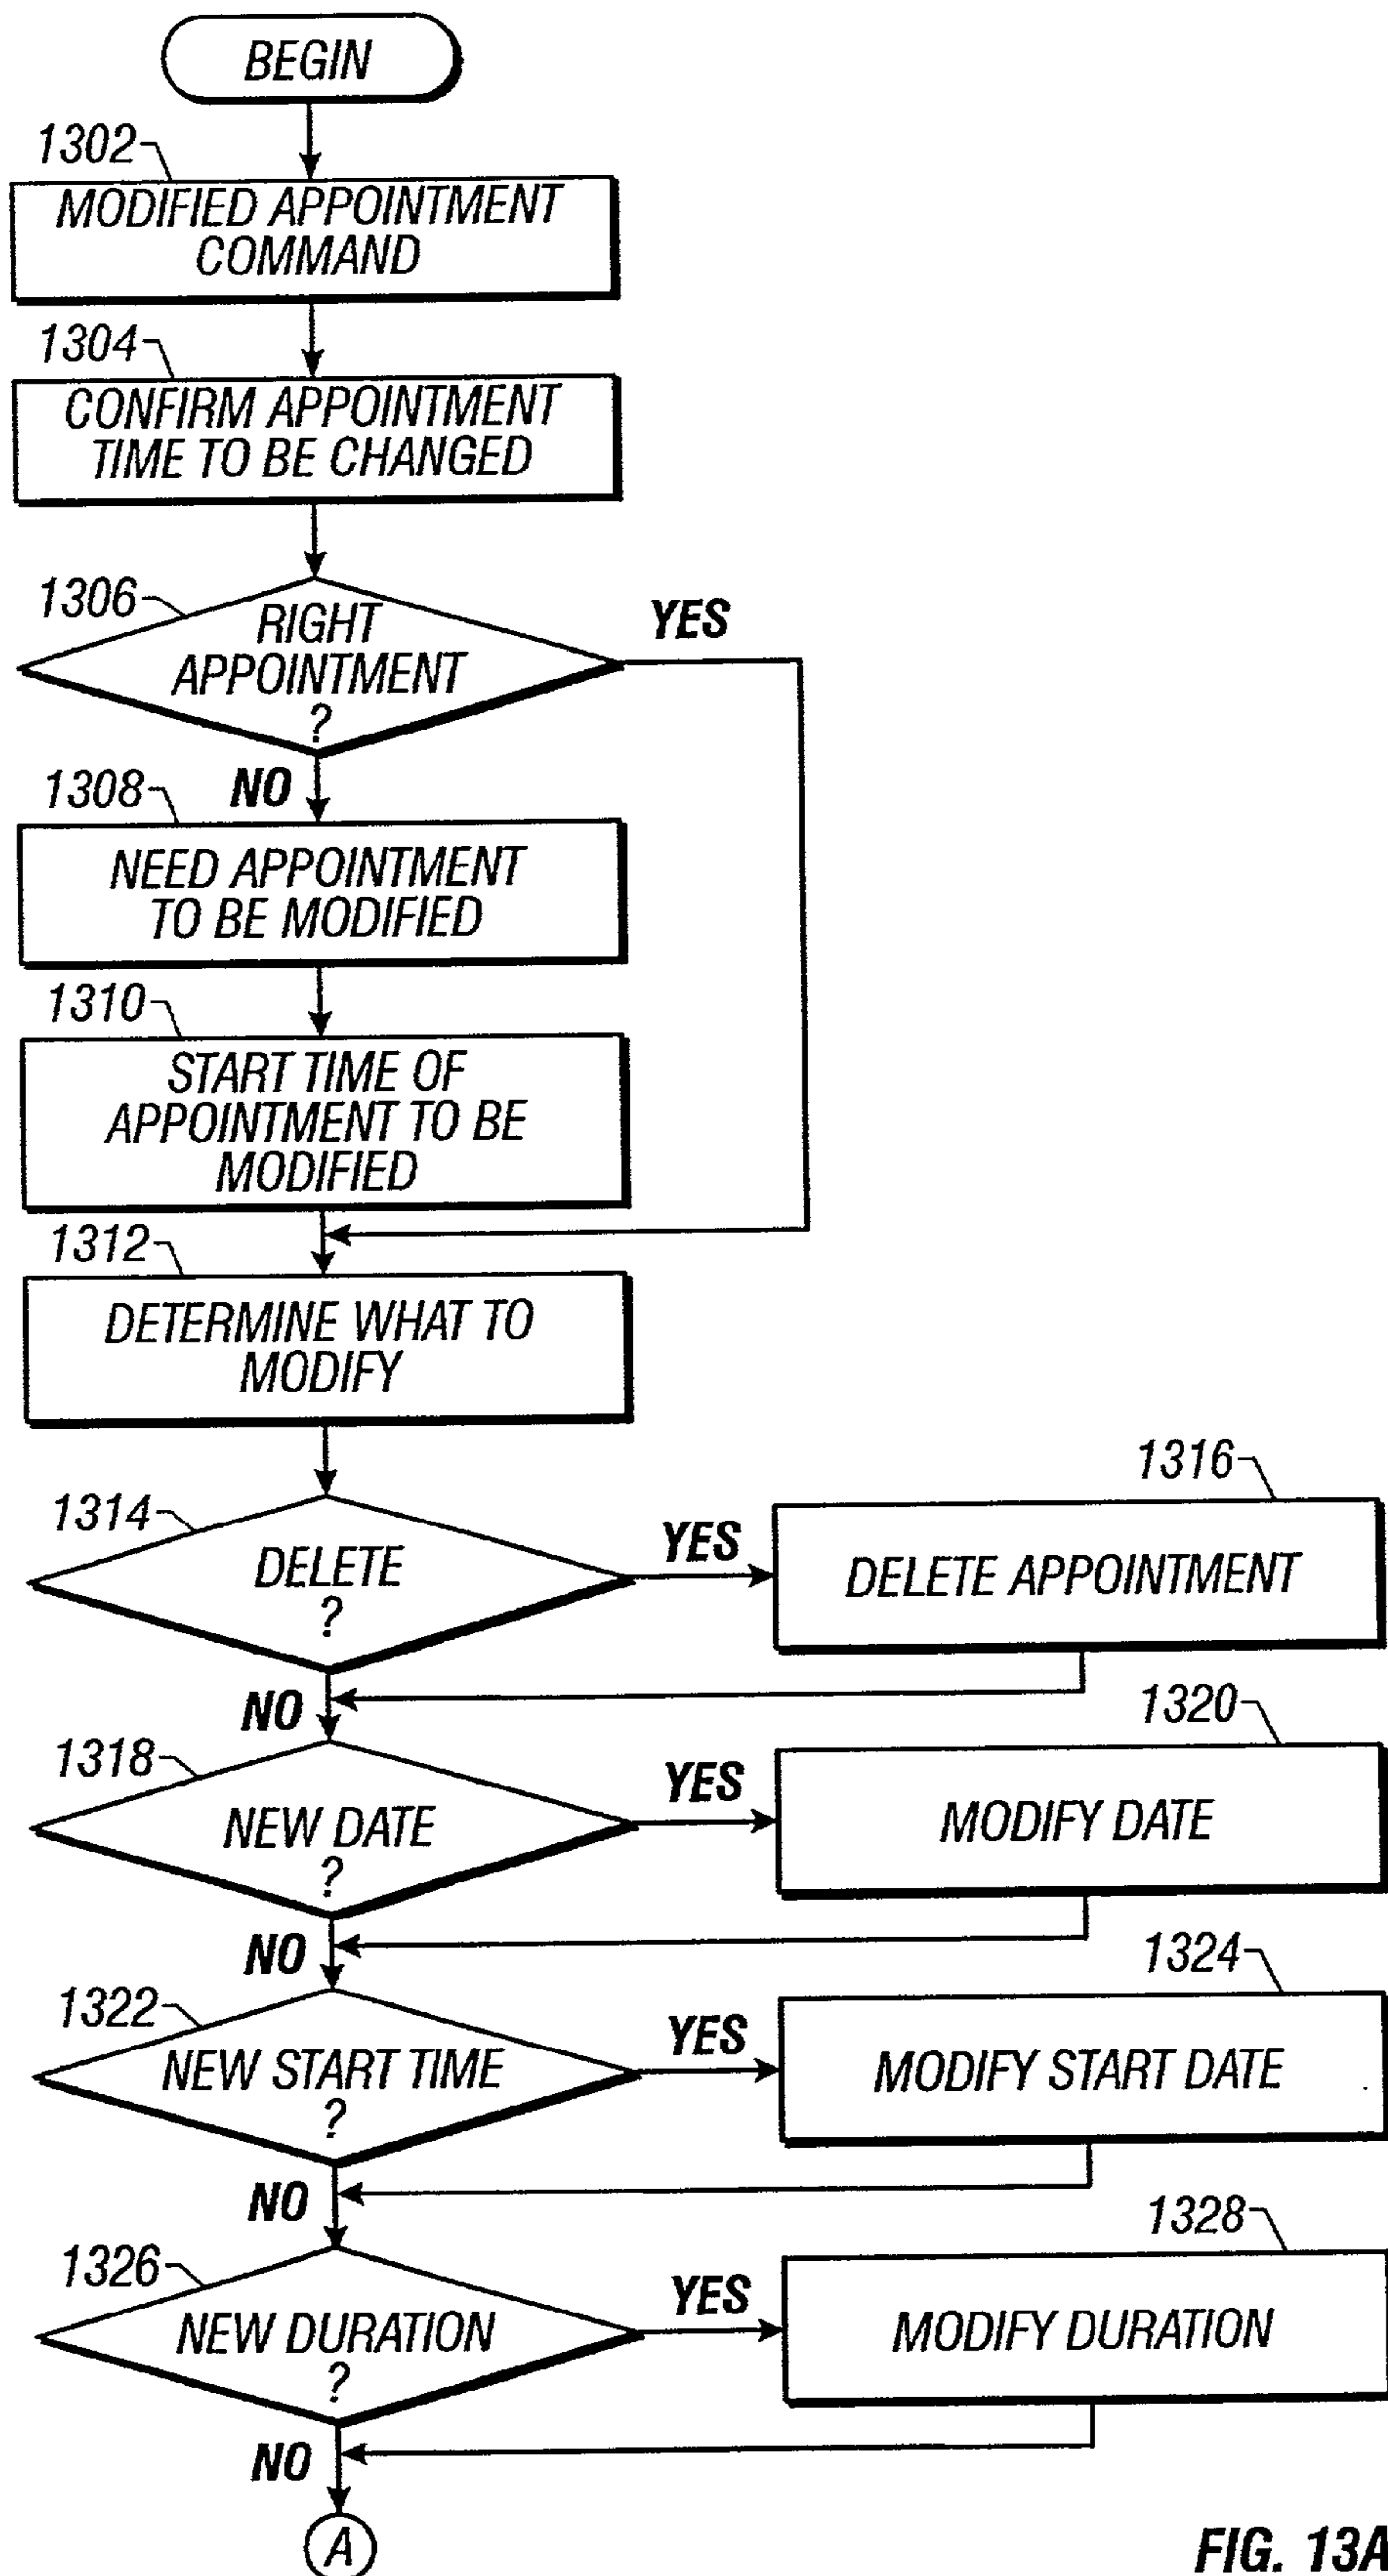 BEGIN
1302
MODIFIED APPOINTMENT
COMMAND
1304
CONFIRM APPOINTMENT
TIME TO BE CHANGED
1306
RIGHT
APPOINTMENT
?
YES
NO
1308
NEED APPOINTMENT
TO BE MODIFIED
1310
START TIME OF
APPOINTMENT TO BE
MODIFIED
1312
DETERMINE WHAT TO
MODIFY
1314
DELETE
?
YES
1316
DELETE APPOINTMENT
NO
1318
NEW DATE
?
YES
1320
MODIFY DATE
NO
1322
NEW START TIME
?
YES
1324
MODIFY START DATE
NO
1326
NEW DURATION
?
YES
1328
MODIFY DURATION
NO
A
FIG. 13A